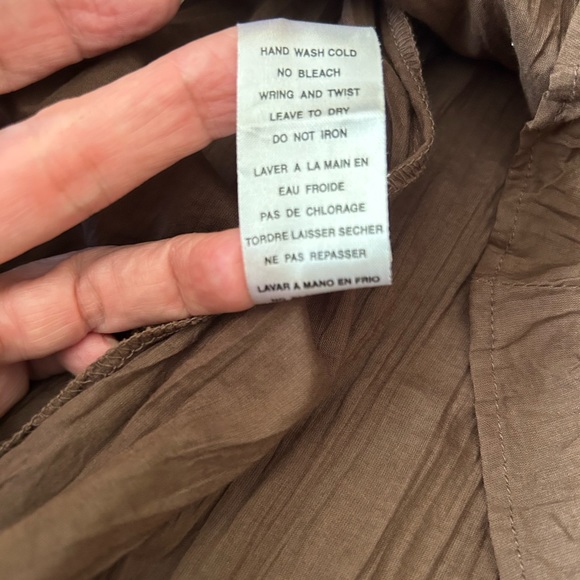 HAND WASH COLD
NO BLEACH
WRING AND TWIST
LEAVE TO DRY
DO NOT IRON
LAVER A LA MAIN EN
EAU FROIDE
PAS DE CHLORAGE
TORDRE LAISSER SECHER
NE PAS REPASSER
LAVAR A MANO EN FRIO